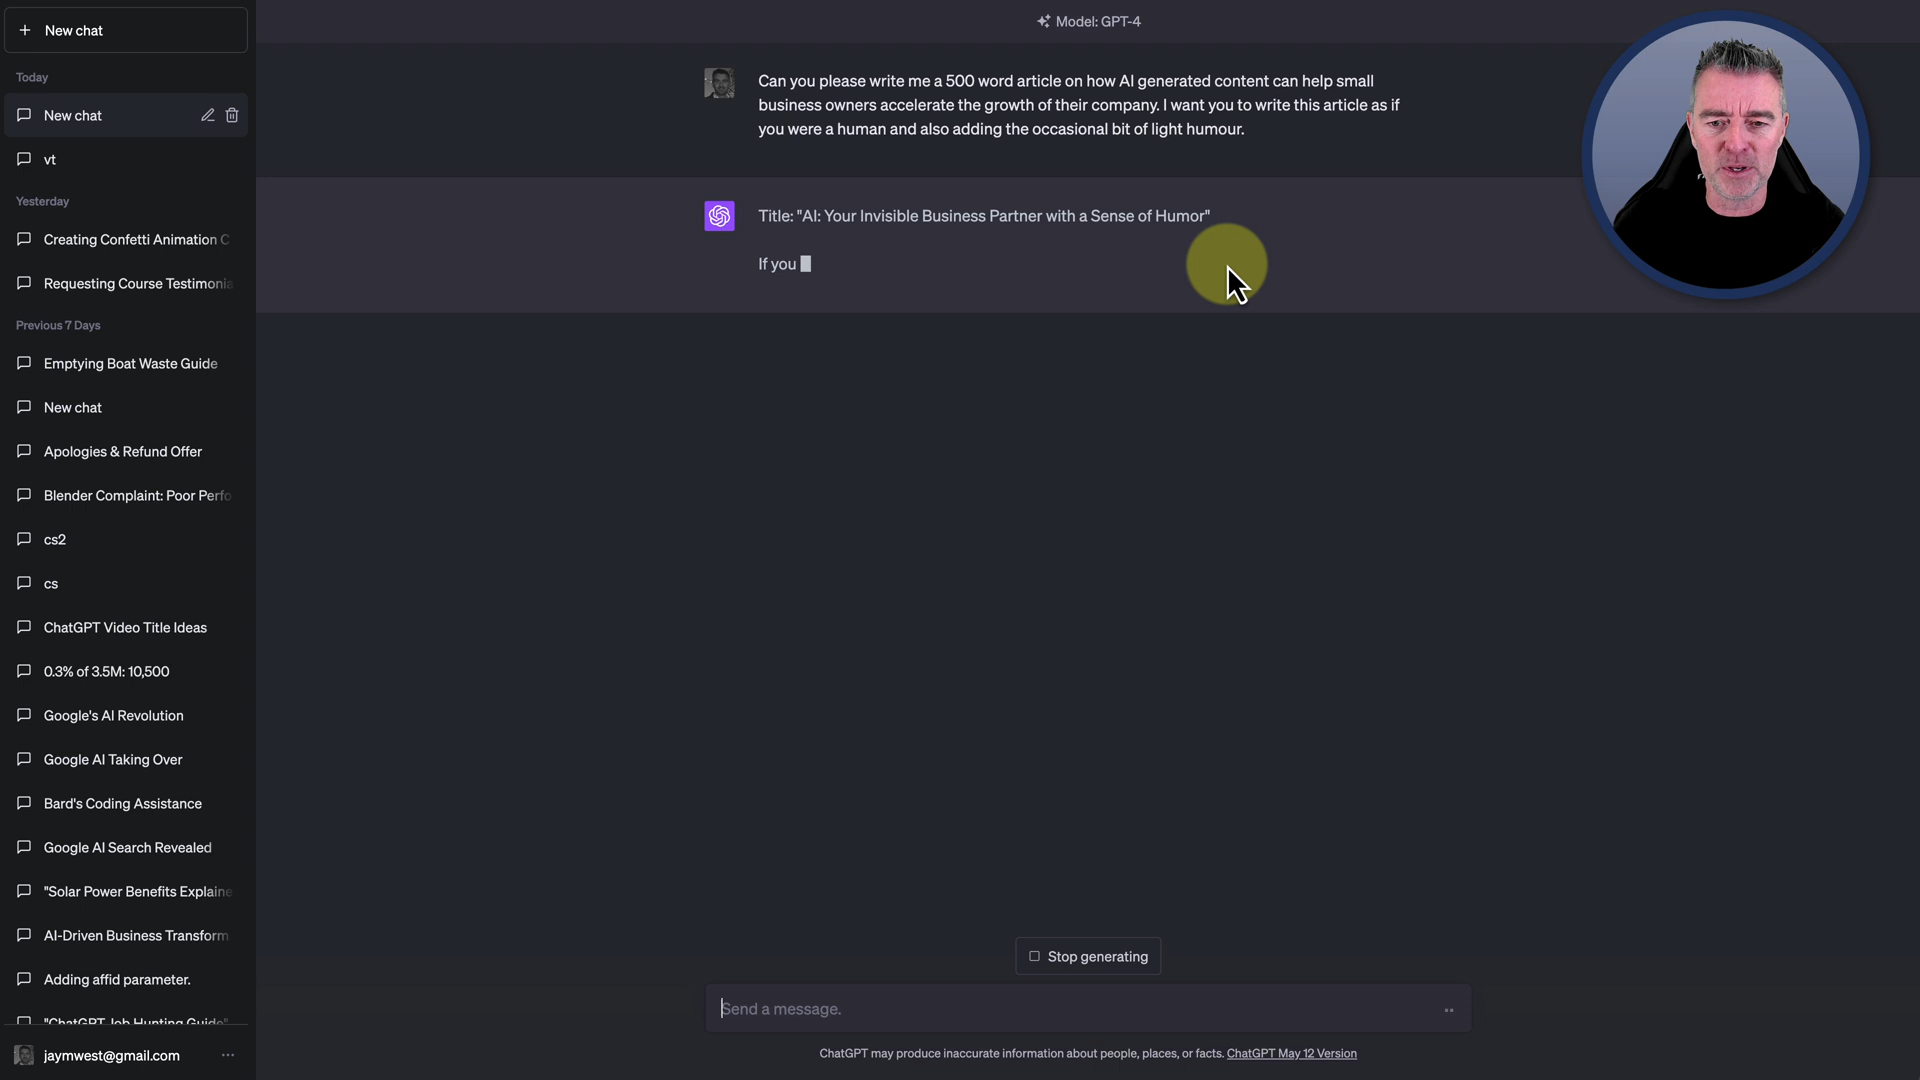 New chat
Today
New chat
vt
Yesterday
Creating Confetti Animation C
Requesting Course Testimonia
Previous 7 Days
Emptying Boat Waste Guide
New chat
Apologies & Refund Offer
Blender Complaint: Poor Perfo
cs2
cs
ChatGPT Video Title Ideas
0.3% of 3.5M: 10,500
Google's AI Revolution
Google AI Taking Over
Bard's Coding Assistance
Google AI Search Revealed
"Solar Power Benefits Explaine
AI-Driven Business Transform
Adding affid parameter.
"ChatGPT Job Hunting Guide"
jaymwest@gmail.com
Model: GPT-4
Can you please write me a 500 word article on how AI generated content can help small
business owners accelerate the growth of their company. I want you to write this article as if
you were a human and also adding the occasional bit of light humour.
Title: "AI: Your Invisible Business Partner with a Sense of Humor"
If you
Stop generating
Send a message.
ChatGPT may produce inaccurate information about people, places, or facts. ChatGPT May 12 Version